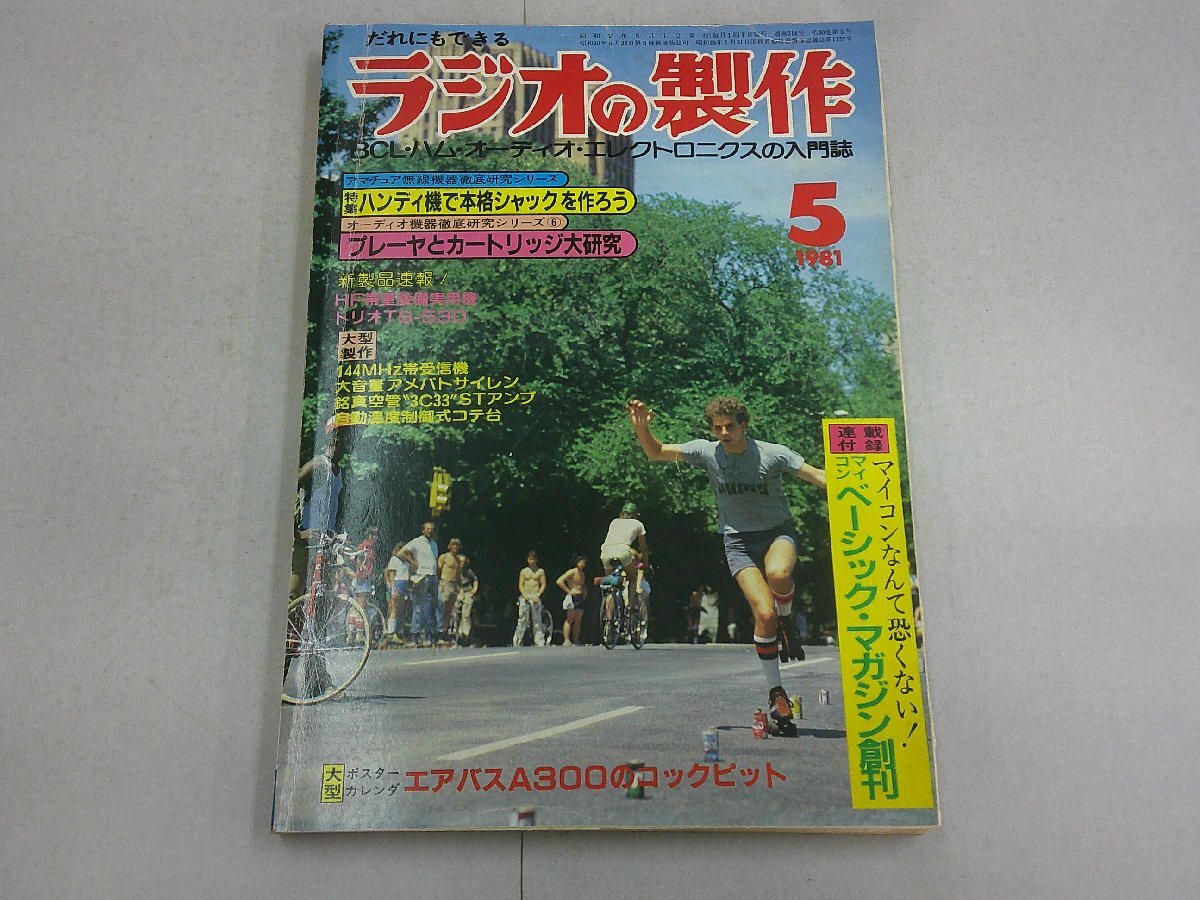 だれにもできる
ラジオの製作
BCL・ハム・オーディオ・エレクトロニクスの入門誌
アマチュア無線機器徹底研究シリーズ
特集 ハンディ機で本格シャックを作ろう
オーディオ機器徹底研究シリーズ⑥
プレーヤとカートリッジ大研究
5
1981
新製品速報!
HF帯重装備実用機
トリオTS-530
大型製作
144MHz帯受信機
大音量アメパトサイレン
銘真空管"3C33"STアンプ
自動温度制御式コテ台
連載付録
マイコンなんて恐くない!
マイコン ベーシック・マガジン創刊
大型 ポスターカレンダ エアバスA300のコックピット